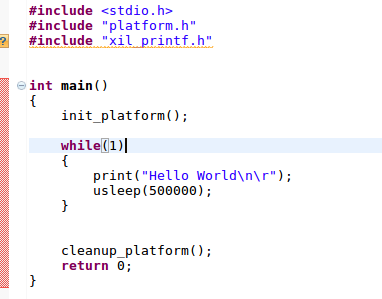 #include <stdio.h>
#include "platform.h"
#include "xil_printf.h"
?
int main()
{
init_platform();
while(1)
{
print("Hello World\n\r");
usleep(500000);
}
cleanup_platform();
return 0;
}